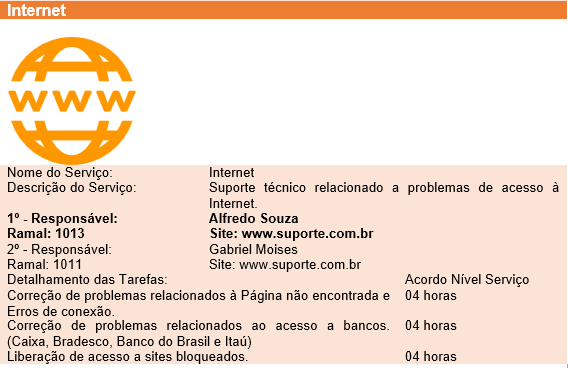 Internet
WWW
Nome do Serviço: Internet
Descrição do Serviço: Suporte técnico relacionado a problemas de acesso à
Internet.
1º - Responsável: Alfredo Souza
Ramal: 1013 Site: www.suporte.com.br
2º - Responsável: Gabriel Moises
Ramal: 1011 Site: www.suporte.com.br
Detalhamento das Tarefas: Acordo Nível Serviço
Correção de problemas relacionados à Página não encontrada e 04 horas
Erros de conexão.
Correção de problemas relacionados ao acesso a bancos. 04 horas
(Caixa, Bradesco, Banco do Brasil e Itaú)
Liberação de acesso a sites bloqueados. 04 horas